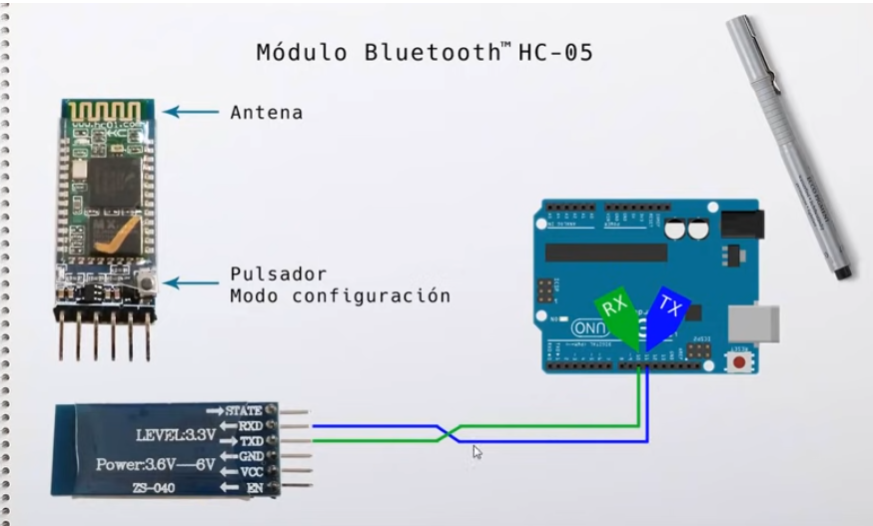 Módulo Bluetooth™ HC-05
Antena
Pulsador
Modo configuración
RX
TX
UNO
RESET
STATE
RXD
LEVEL:3.3V
TXD
GND
Power:3.6V—6V
VCC
ZS-040
EN